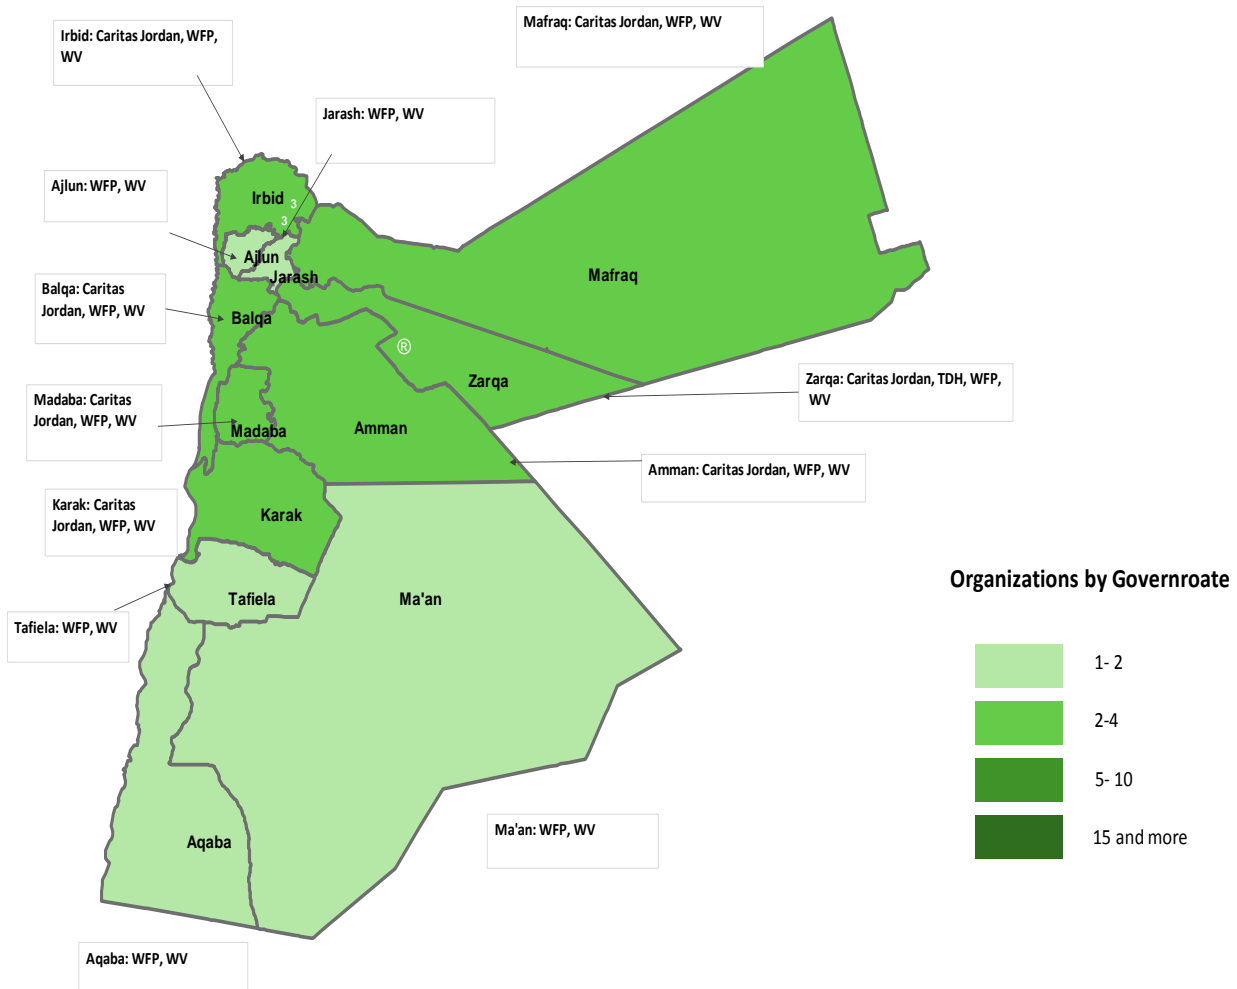 Mafraq: Caritas Jordan, WFP, WV
Irbid: Caritas Jordan, WFP,
WV
Jarash: WFP, WV
Ajlun: WFP, WV
Irbid
3
3
Ajlun
Jarash
Mafraq
Balqa: Caritas
Jordan, WFP, WV
Balqa
®
Zarqa
Zarqa: Caritas Jordan, TDH, WFP,
WV
Madaba: Caritas
Jordan, WFP, WV
Madaba
Amman
Amman: Caritas Jordan, WFP, WV
Karak: Caritas
Jordan, WFP, WV
Karak
Organizations by Governroate
Tafiela
Ma'an
Tafiela: WFP, WV
1- 2
2-4
5- 10
15 and more
Aqaba
Ma'an: WFP, WV
Aqaba: WFP, WV